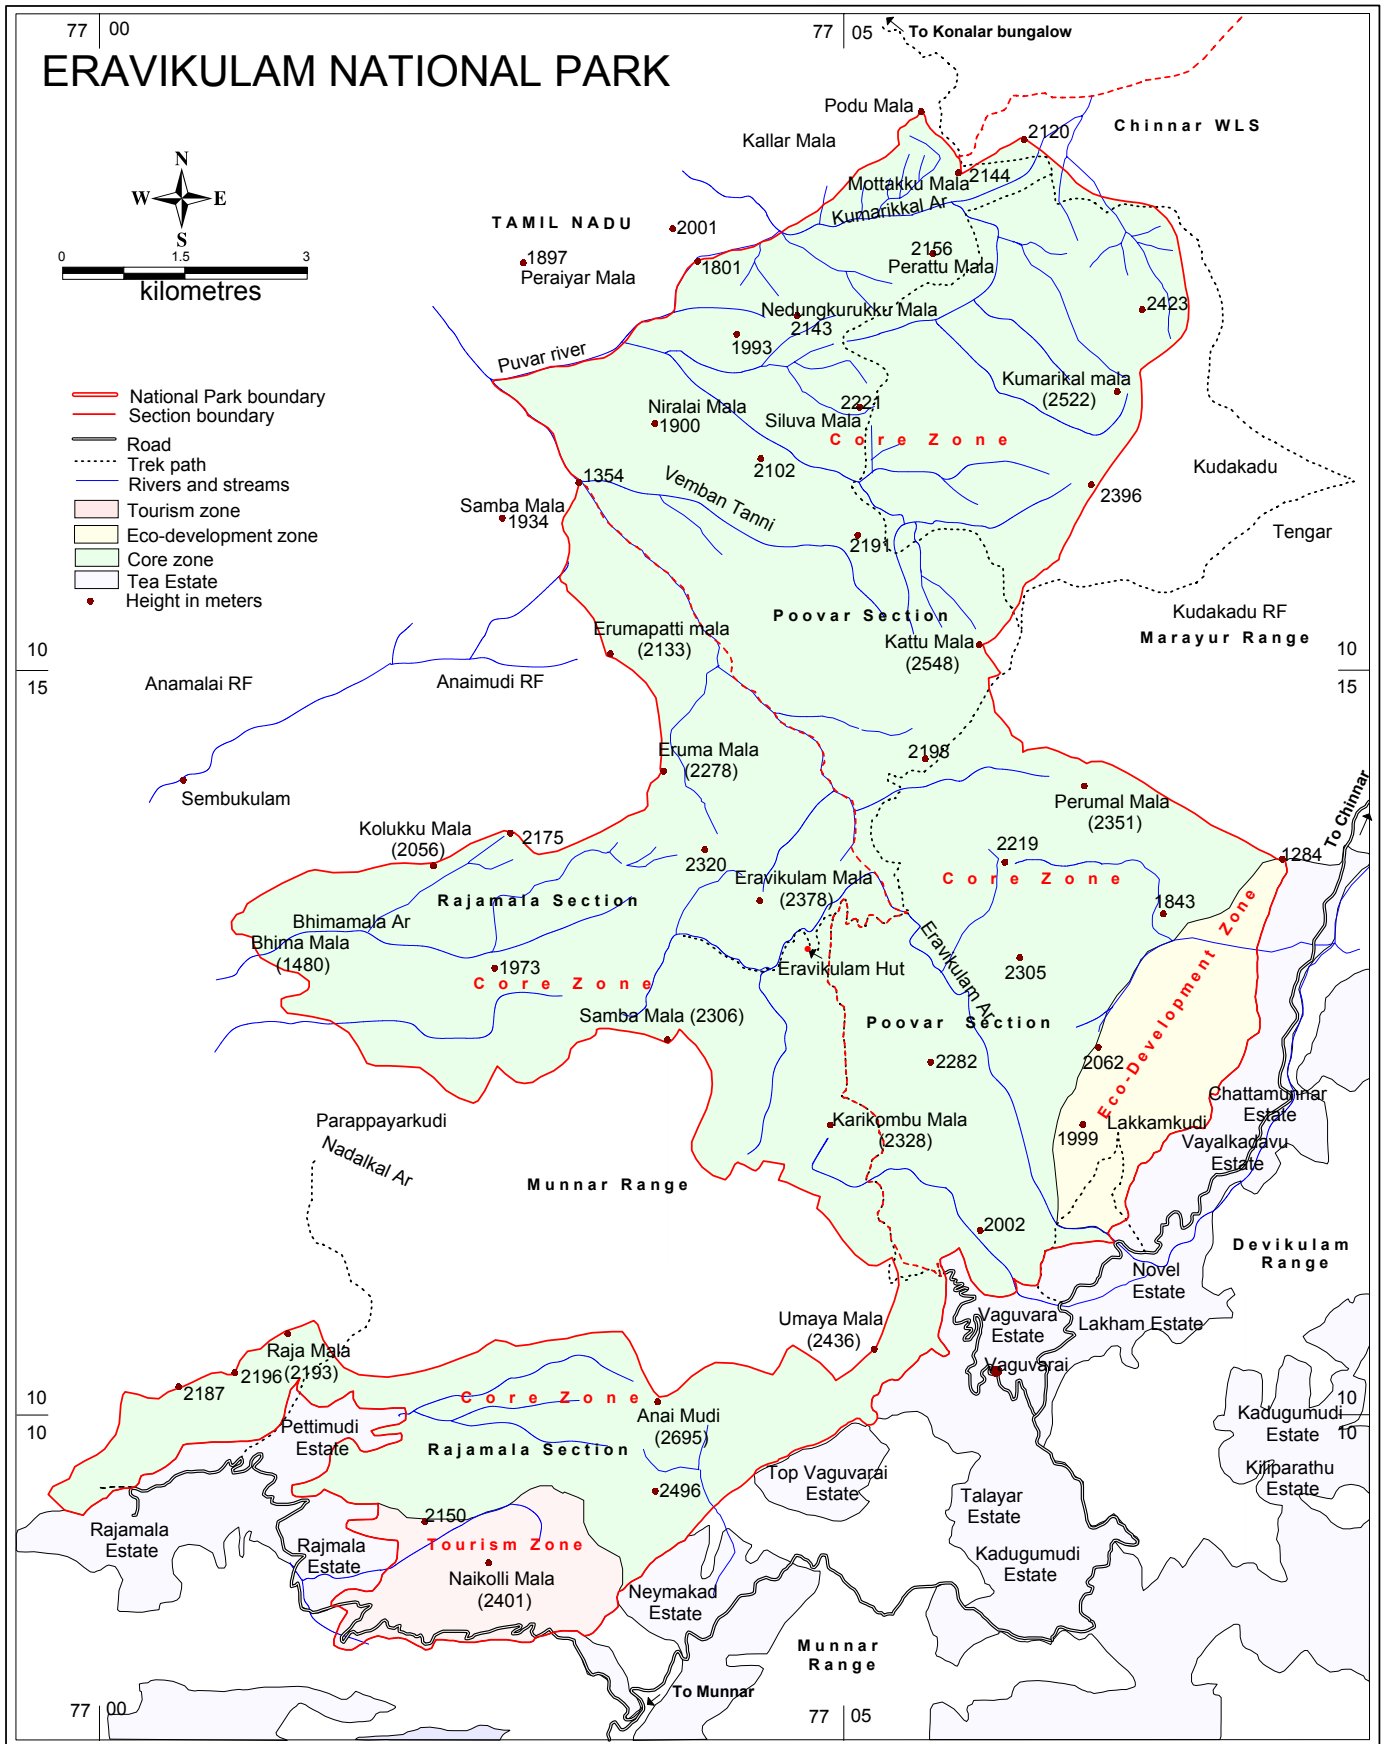 77 00
77 05
To Konalar bungalow
ERAVIKULAM NATIONAL PARK
Podu Mala
Kallar Mala
2120
Chinnar WLS
N
W E
S
2144
Mottakku Mala
Kumarikkal Ar
TAMIL NADU
2001
1897
Peraiyar Mala
1801
2156
Perattu Mala
0 1.5 3
kilometres
Nedungkurukku Mala
2143
2423
1993
Puvar river
Kumarikal mala
(2522)
National Park boundary
Section boundary
Road
Trek path
Rivers and streams
Tourism zone
Eco-development zone
Core zone
Tea Estate
Height in meters
Niralai Mala
1900
2221
Siluva Mala
Core Zone
2102
Kudakadu
1354
Vemban Tanni
2396
Samba Mala
1934
Tengar
2191
Kudakadu RF
Poovar Section
Marayur Range
Erumapatti mala
(2133)
Kattu Mala
(2548)
10
15
10
15
Anamalai RF
Anaimudi RF
Eruma Mala
(2278)
2198
Sembukulam
Perumal Mala
(2351)
To Chinnar
Kolukku Mala
(2056)
2175
2320
2219
1284
Eravikulam Mala
(2378)
Core Zone
Rajamala Section
1843
Bhimamala Ar
Bhima Mala
(1480)
Eravikulam Ar
1973
Eravikulam Hut
2305
Core Zone
Eco-Development Zone
Samba Mala (2306)
Poovar Section
2282
2062
Chattamunnar
Estate
Parappayarkudi
Nadalkal Ar
Karikombu Mala
(2328)
1999
Lakkamkudi
Vayalkadavu
Estate
Munnar Range
2002
Devikulam
Range
Novel
Estate
Umaya Mala
(2436)
Vaguvara
Estate
Lakham Estate
Raja Mala
(2193)
2196
2187
Vaguvarai
10
10
Core Zone
Anai Mudi
(2695)
Pettimudi
Estate
Rajamala Section
Kadugumudi
Estate
10
10
Kiliparathu
Estate
Top Vaguvarai
Estate
2496
Talayar
Estate
2150
Rajamala
Estate
Rajmala
Estate
Tourism Zone
Naikolli Mala
(2401)
Kadugumudi
Estate
Neymakad
Estate
Munnar
Range
To Munnar
77 00
77 05